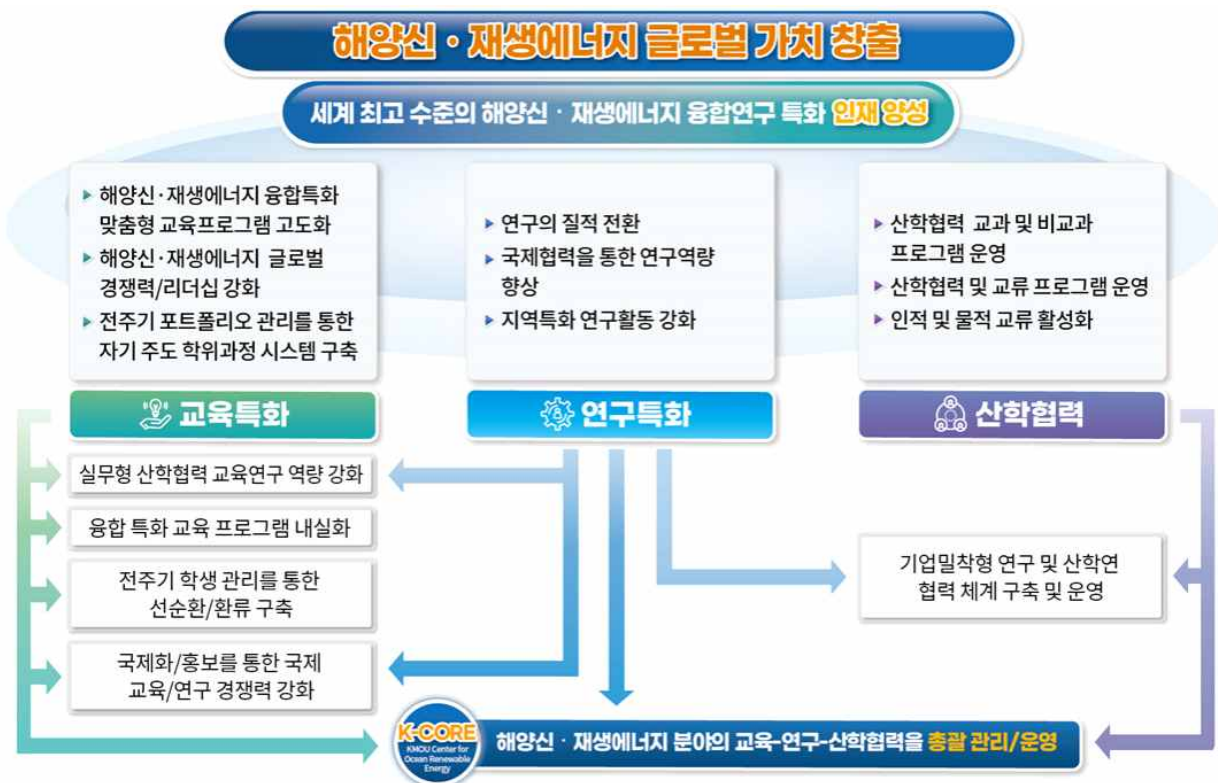 해양신 · 재생에너지 글로벌 가치 창출
세계 최고 수준의 해양신 · 재생에너지 융합연구 특화 인재 양성
▸ 해양신·재생에너지 융합특화
맞춤형 교육프로그램 고도화
▸ 해양신·재생에너지 글로벌
경쟁력/리더십 강화
▸ 전주기 포트폴리오 관리를 통한
자기 주도 학위과정 시스템 구축
교육특화
▸ 연구의 질적 전환
▸ 국제협력을 통한 연구역량
향상
▸ 지역특화 연구활동 강화
연구특화
▸ 산학협력 교과 및 비교과
프로그램 운영
▸ 산학협력 및 교류 프로그램 운영
▸ 인적 및 물적 교류 활성화
산학협력
실무형 산학협력 교육연구 역량 강화
융합 특화 교육 프로그램 내실화
전주기 학생 관리를 통한
선순환/환류 구축
국제화/홍보를 통한 국제
교육/연구 경쟁력 강화
기업밀착형 연구 및 산학연
협력 체계 구축 및 운영
K-CORE
KMOU Center for
Ocean Renewable
Energy
해양신 · 재생에너지 분야의 교육-연구-산학협력을 총괄 관리/운영